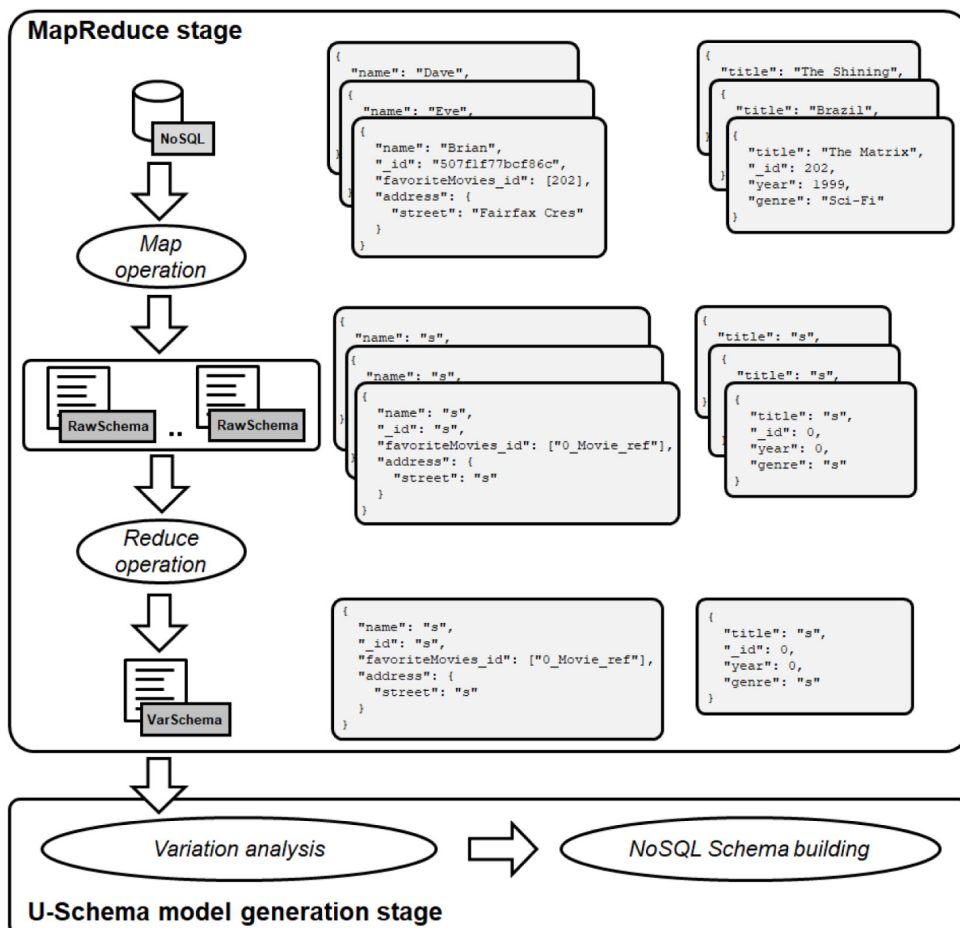 MapReduce stage
{
"name": "Dave",
{
"name": "Eve",
}
{
"name": "Brian",
"_id": "507f1f77bcf86c",
"favoriteMovies_id": [202],
"address": {
"street": "Fairfax Cres"
}
}
}
{
"title": "The Shining",
{
"title": "Brazil",
}
{
"title": "The Matrix",
"_id": 202,
"year": 1999,
"genre": "Sci-Fi"
}
}
NoSQL
Map
operation
{
"name": "s",
{
"name": "s",
}
{
"name": "s",
"_id": "s",
"favoriteMovies_id": ["0_Movie_ref"],
"address": {
"street": "s"
}
}
}
{
"title": "s",
{
"title": "s",
}
{
"title": "s",
"_id": 0,
"year": 0,
"genre": "s"
}
}
RawSchema
..
RawSchema
Reduce
operation
{
"name": "s",
"_id": "s",
"favoriteMovies_id": ["0_Movie_ref"],
"address": {
"street": "s"
}
}
{
"title": "s",
"_id": 0,
"year": 0,
"genre": "s"
}
VarSchema
Variation analysis
NoSQL Schema building
U-Schema model generation stage